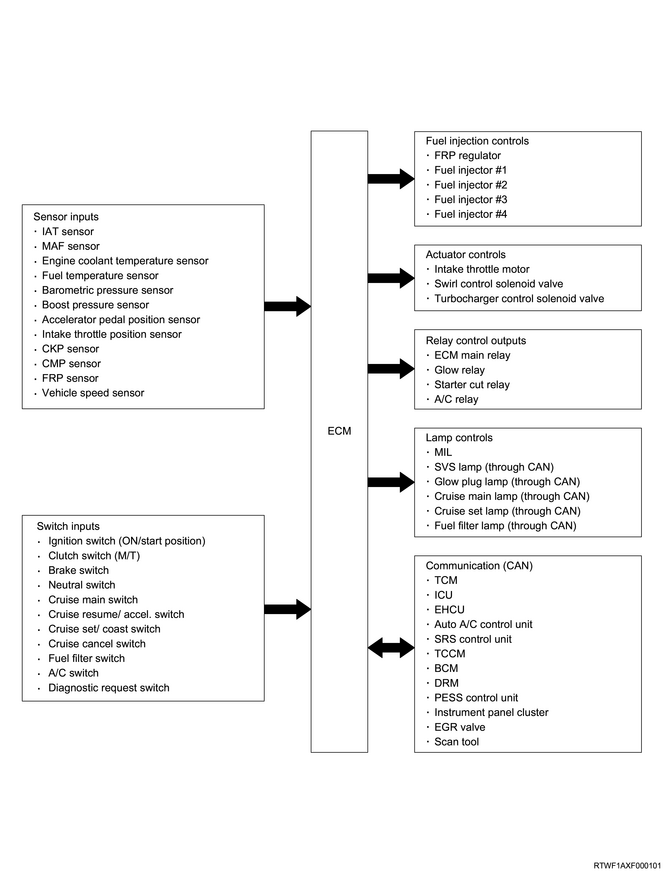 Sensor inputs
· IAT sensor
· MAF sensor
· Engine coolant temperature sensor
· Fuel temperature sensor
· Barometric pressure sensor
· Boost pressure sensor
· Accelerator pedal position sensor
· Intake throttle position sensor
· CKP sensor
· CMP sensor
· FRP sensor
· Vehicle speed sensor
Switch inputs
· Ignition switch (ON/start position)
· Clutch switch (M/T)
· Brake switch
· Neutral switch
· Cruise main switch
· Cruise resume/ accel. switch
· Cruise set/ coast switch
· Cruise cancel switch
· Fuel filter switch
· A/C switch
· Diagnostic request switch
ECM
Fuel injection controls
· FRP regulator
· Fuel injector #1
· Fuel injector #2
· Fuel injector #3
· Fuel injector #4
Actuator controls
· Intake throttle motor
· Swirl control solenoid valve
· Turbocharger control solenoid valve
Relay control outputs
· ECM main relay
· Glow relay
· Starter cut relay
· A/C relay
Lamp controls
· MIL
· SVS lamp (through CAN)
· Glow plug lamp (through CAN)
· Cruise main lamp (through CAN)
· Cruise set lamp (through CAN)
· Fuel filter lamp (through CAN)
Communication (CAN)
· TCM
· ICU
· EHCU
· Auto A/C control unit
· SRS control unit
· TCCM
· BCM
· DRM
· PESS control unit
· Instrument panel cluster
· EGR valve
· Scan tool
RTWF1AXF000101